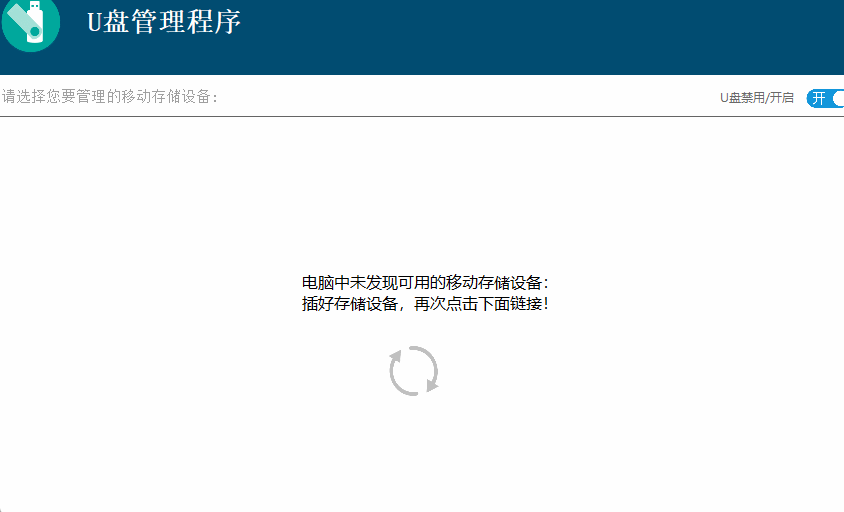 U盘管理程序
请选择您要管理的移动存储设备：
U盘禁用/开启
开
电脑中未发现可用的移动存储设备：
插好存储设备，再次点击下面链接！